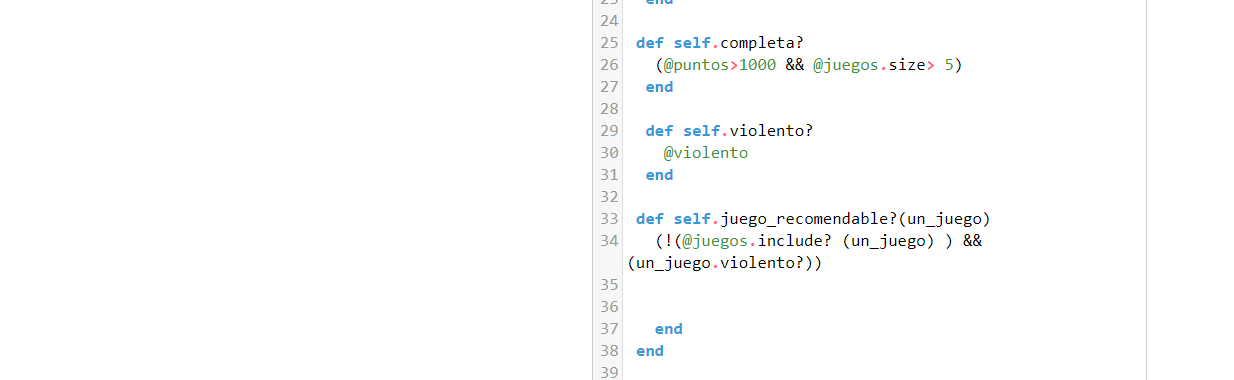 23 end
24
25 def self.completa?
26 (@puntos>1000 && @juegos.size> 5)
27 end
28
29 def self.violento?
30 @violento
31 end
32
33 def self.juego_recomendable?(un_juego)
34 (!(@juegos.include? (un_juego) ) &&
(un_juego.violento?))
35
36
37 end
38 end
39